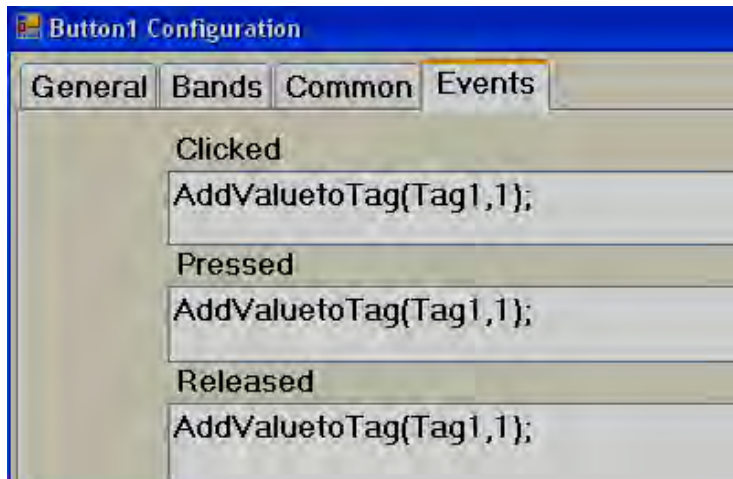 Button1 Configuration
General Bands Common Events
Clicked
AddValuetoTag(Tag1,1);
Pressed
AddValuetoTag(Tag1,1);
Released
AddValuetoTag(Tag1,1);